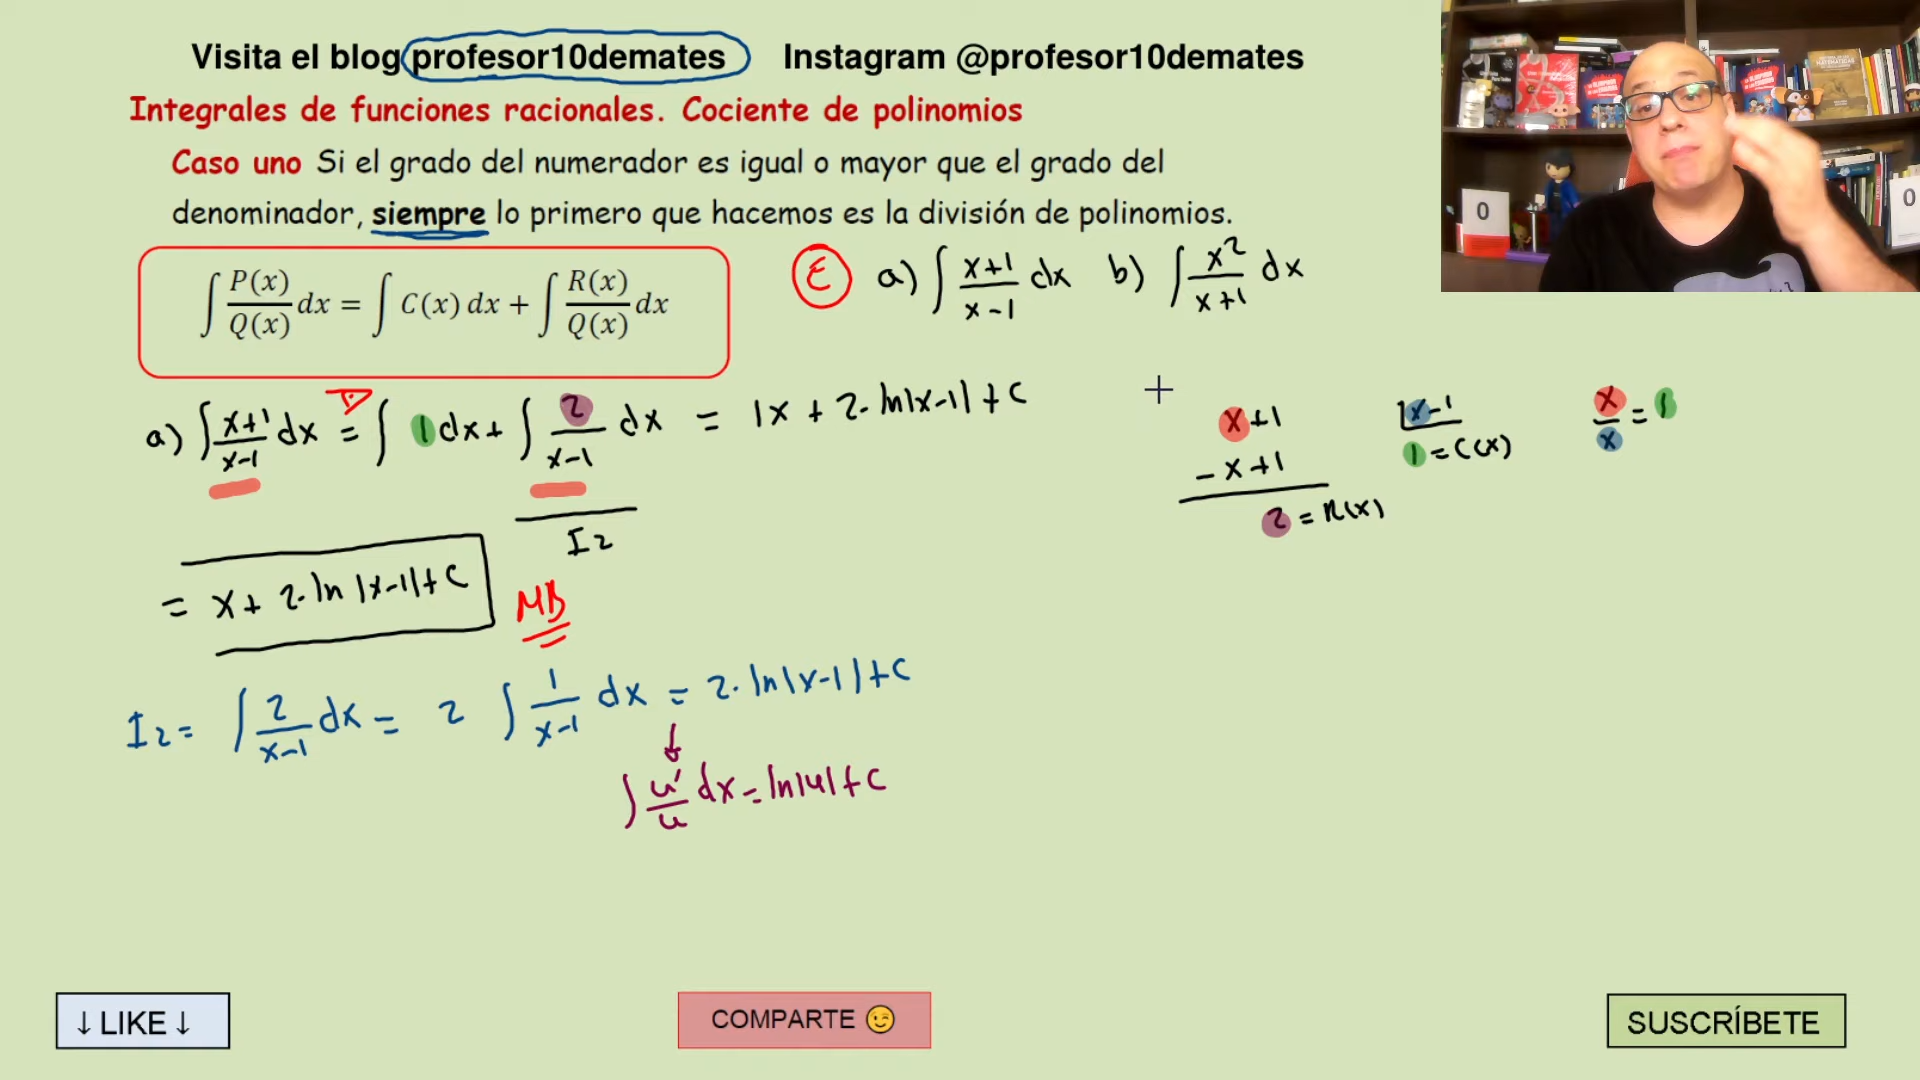 Visita el blog profesor10demates Instagram @profesor10demates
Integrales de funciones racionales. Cociente de polinomios
Caso uno Si el grado del numerador es igual o mayor que el grado del
denominador, siempre lo primero que hacemos es la división de polinomios.
∫ P(x)/Q(x) dx = ∫ C(x) dx + ∫ R(x)/Q(x) dx
E a) ∫ x+1/x-1 dx b) ∫ x²/x+1 dx
a) ∫ x+1/x-1 dx = ∫ 1 dx + ∫ 2/x-1 dx = 1x + 2·ln|x-1| + C
D
I2
= x + 2·ln|x-1| + C
MB
I2 = ∫ 2/x-1 dx = 2 ∫ 1/x-1 dx = 2·ln|x-1| + C
↓
∫ u'/u dx = ln|u| + C
x+1 |x-1
-x+1 1 = C(x)
2 = R(x)
x/x = 1
0
0
↓ LIKE ↓
COMPARTE 😉
SUSCRÍBETE